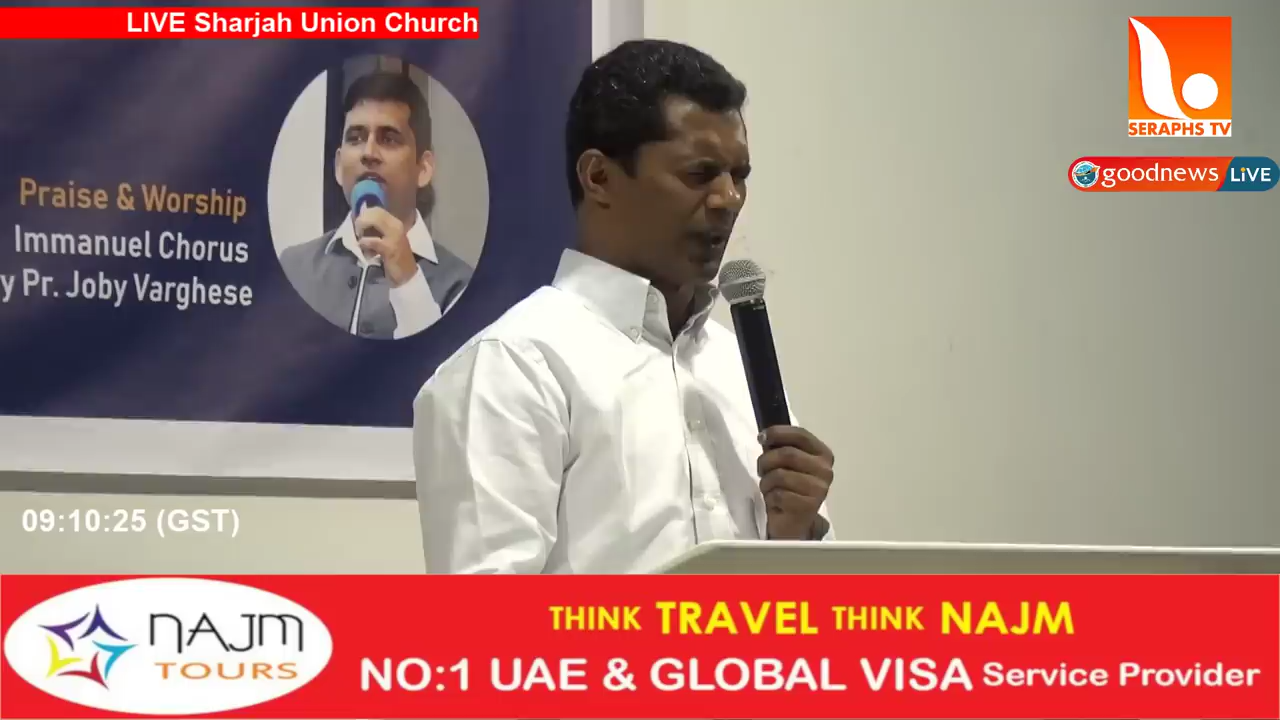 LIVE Sharjah Union Church
SERAPHS TV
goodnews LIVE
Praise & Worship
Immanuel Chorus
y Pr. Joby Varghese
09:10:25 (GST)
NAJM
TOURS
THINK TRAVEL THINK NAJM
NO:1 UAE & GLOBAL VISA Service Provider